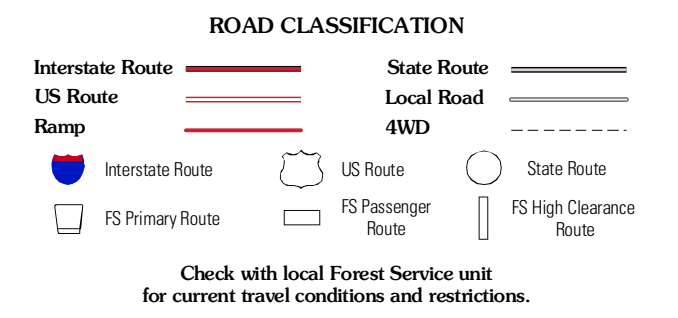 ROAD CLASSIFICATION
Interstate Route
State Route
US Route
Local Road
Ramp
4WD
Interstate Route
US Route
State Route
FS Primary Route
FS Passenger
Route
FS High Clearance
Route
Check with local Forest Service unit
for current travel conditions and restrictions.